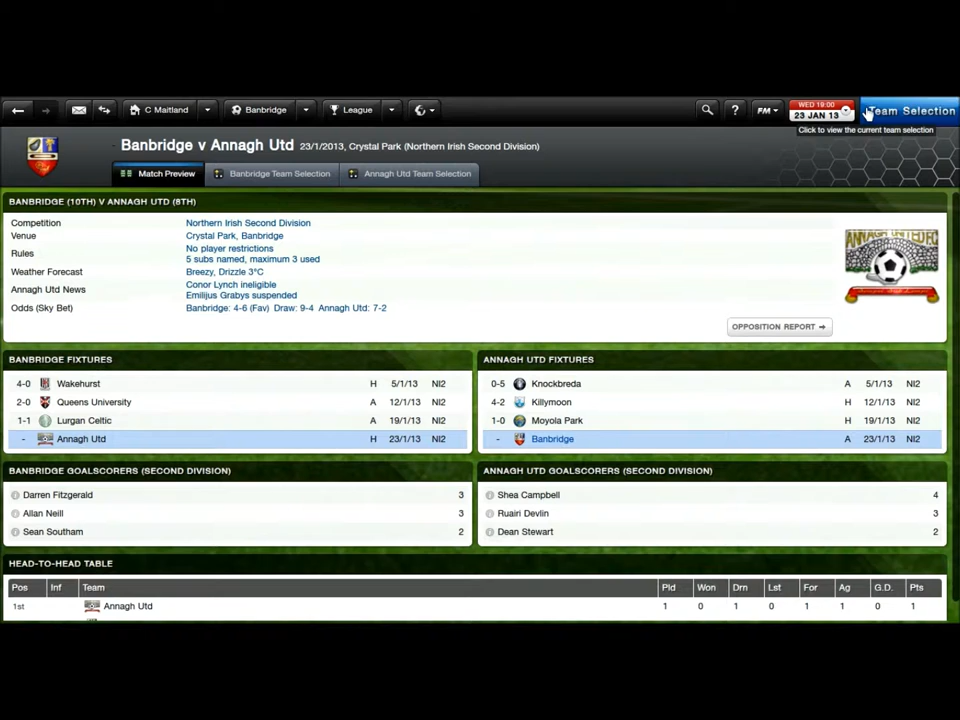 C Maitland Banbridge League FM WED 19:00 23 JAN 13 Team Selection
Click to view the current team selection
Banbridge v Annagh Utd 23/1/2013, Crystal Park (Northern Irish Second Division)
Match Preview Banbridge Team Selection Annagh Utd Team Selection
BANBRIDGE (10TH) V ANNAGH UTD (8TH)
Competition Northern Irish Second Division
Venue Crystal Park, Banbridge
Rules No player restrictions
5 subs named, maximum 3 used
Weather Forecast Breezy, Drizzle 3°C
Annagh Utd News Conor Lynch ineligible
Emilijus Grabys suspended
Odds (Sky Bet) Banbridge: 4-6 (Fav) Draw: 9-4 Annagh Utd: 7-2
ANNAGH UNITED F.C.
OPPOSITION REPORT
BANBRIDGE FIXTURES
4-0 Wakehurst H 5/1/13 NI2
2-0 Queens University A 12/1/13 NI2
1-1 Lurgan Celtic A 19/1/13 NI2
- Annagh Utd H 23/1/13 NI2
ANNAGH UTD FIXTURES
0-5 Knockbreda A 5/1/13 NI2
4-2 Killymoon H 12/1/13 NI2
1-0 Moyola Park H 19/1/13 NI2
- Banbridge A 23/1/13 NI2
BANBRIDGE GOALSCORERS (SECOND DIVISION)
Darren Fitzgerald 3
Allan Neill 3
Sean Southam 2
ANNAGH UTD GOALSCORERS (SECOND DIVISION)
Shea Campbell 4
Ruairi Devlin 3
Dean Stewart 2
HEAD-TO-HEAD TABLE
Pos Inf Team Pld Won Drn Lst For Ag G.D. Pts
1st Annagh Utd 1 0 1 0 1 1 0 1